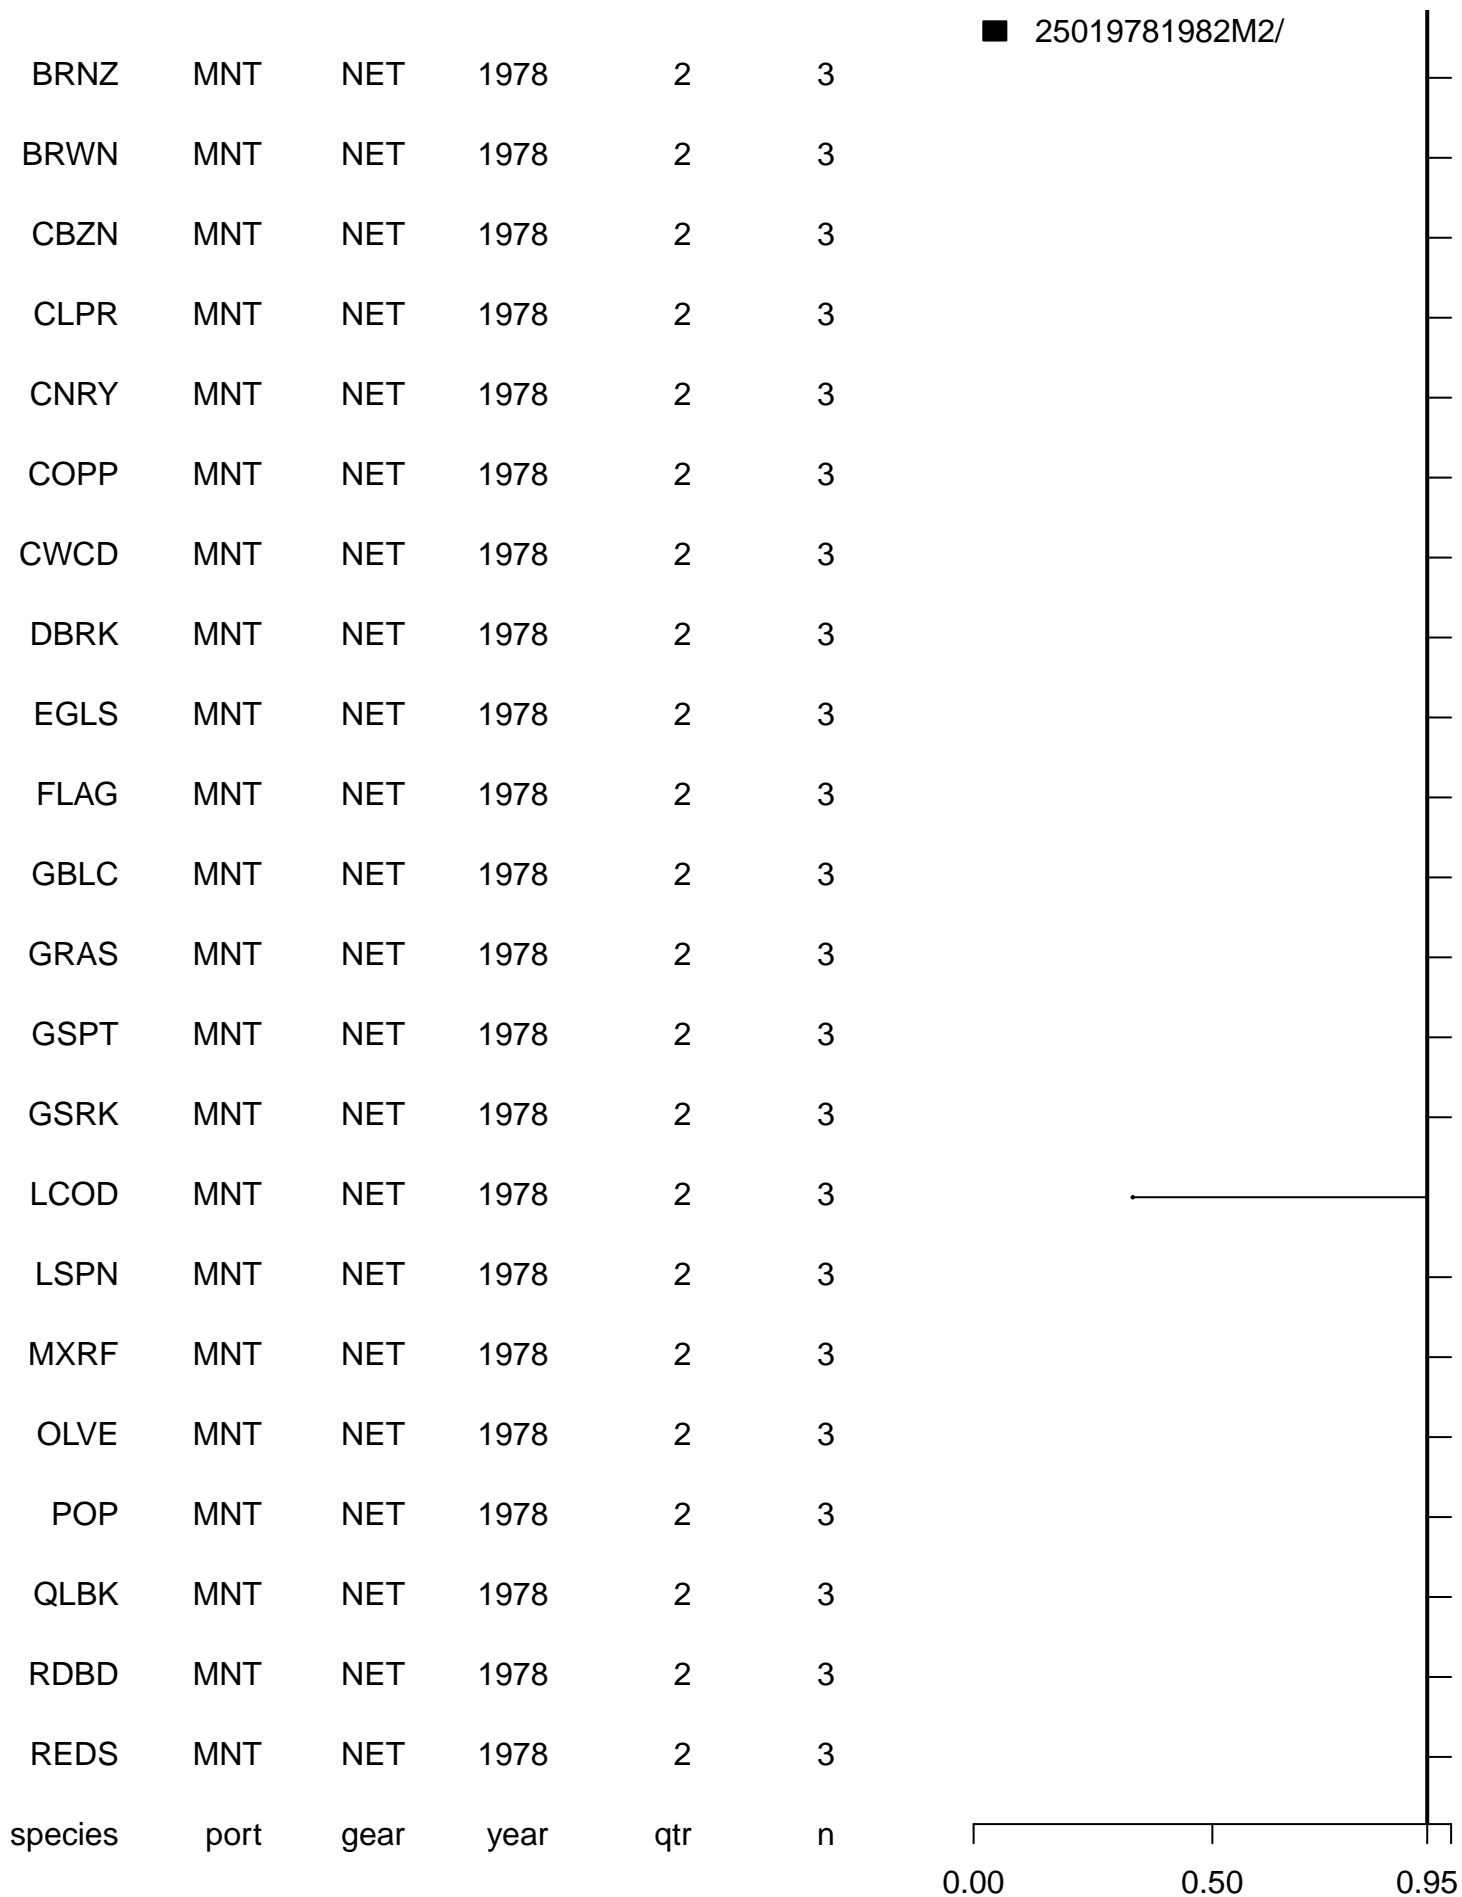 25019781982M2/
BRNZ MNT NET 1978 2 3
BRWN MNT NET 1978 2 3
CBZN MNT NET 1978 2 3
CLPR MNT NET 1978 2 3
CNRY MNT NET 1978 2 3
COPP MNT NET 1978 2 3
CWCD MNT NET 1978 2 3
DBRK MNT NET 1978 2 3
EGLS MNT NET 1978 2 3
FLAG MNT NET 1978 2 3
GBLC MNT NET 1978 2 3
GRAS MNT NET 1978 2 3
GSPT MNT NET 1978 2 3
GSRK MNT NET 1978 2 3
LCOD MNT NET 1978 2 3
LSPN MNT NET 1978 2 3
MXRF MNT NET 1978 2 3
OLVE MNT NET 1978 2 3
POP MNT NET 1978 2 3
QLBK MNT NET 1978 2 3
RDBD MNT NET 1978 2 3
REDS MNT NET 1978 2 3
species port gear year qtr n
0.00 0.50 0.95